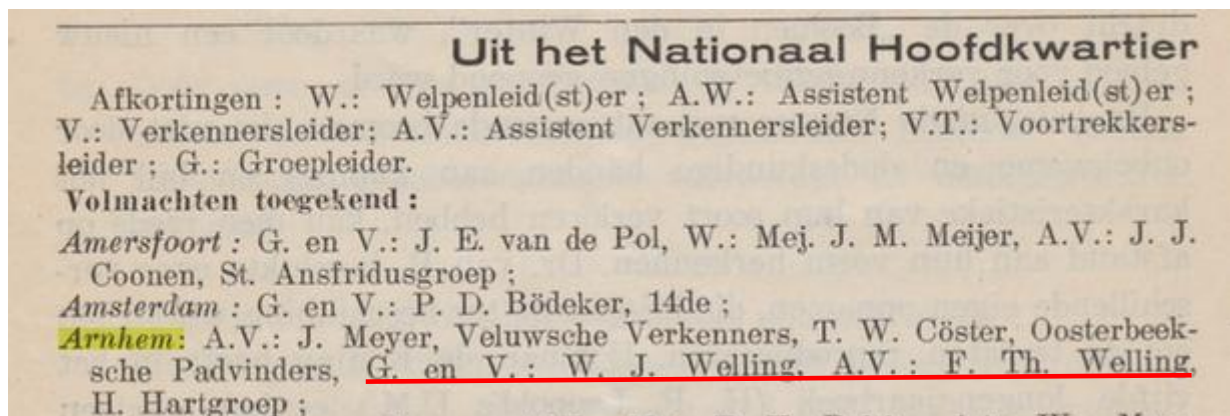 Uit het Nationaal Hoofdkwartier
Afkortingen : W.: Welpenleid(st)er ; A.W.: Assistent Welpenleid(st)er ;
V.: Verkennersleider; A.V.: Assistent Verkennersleider; V.T.: Voortrekkers-
leider ; G.: Groepleider.
Volmachten toegekend :
Amersfoort : G. en V.: J. E. van de Pol, W.: Mej. J. M. Meijer, A.V.: J. J.
Coonen, St. Ansfridusgroep ;
Amsterdam : G. en V.: P. D. Bödeker, 14de ;
Arnhem: A.V.: J. Meyer, Veluwsche Verkenners, T. W. Cöster, Oosterbeek-
sche Padvinders, G. en V.: W. J. Welling, A.V.: F. Th. Welling,
H. Hartgroep ;